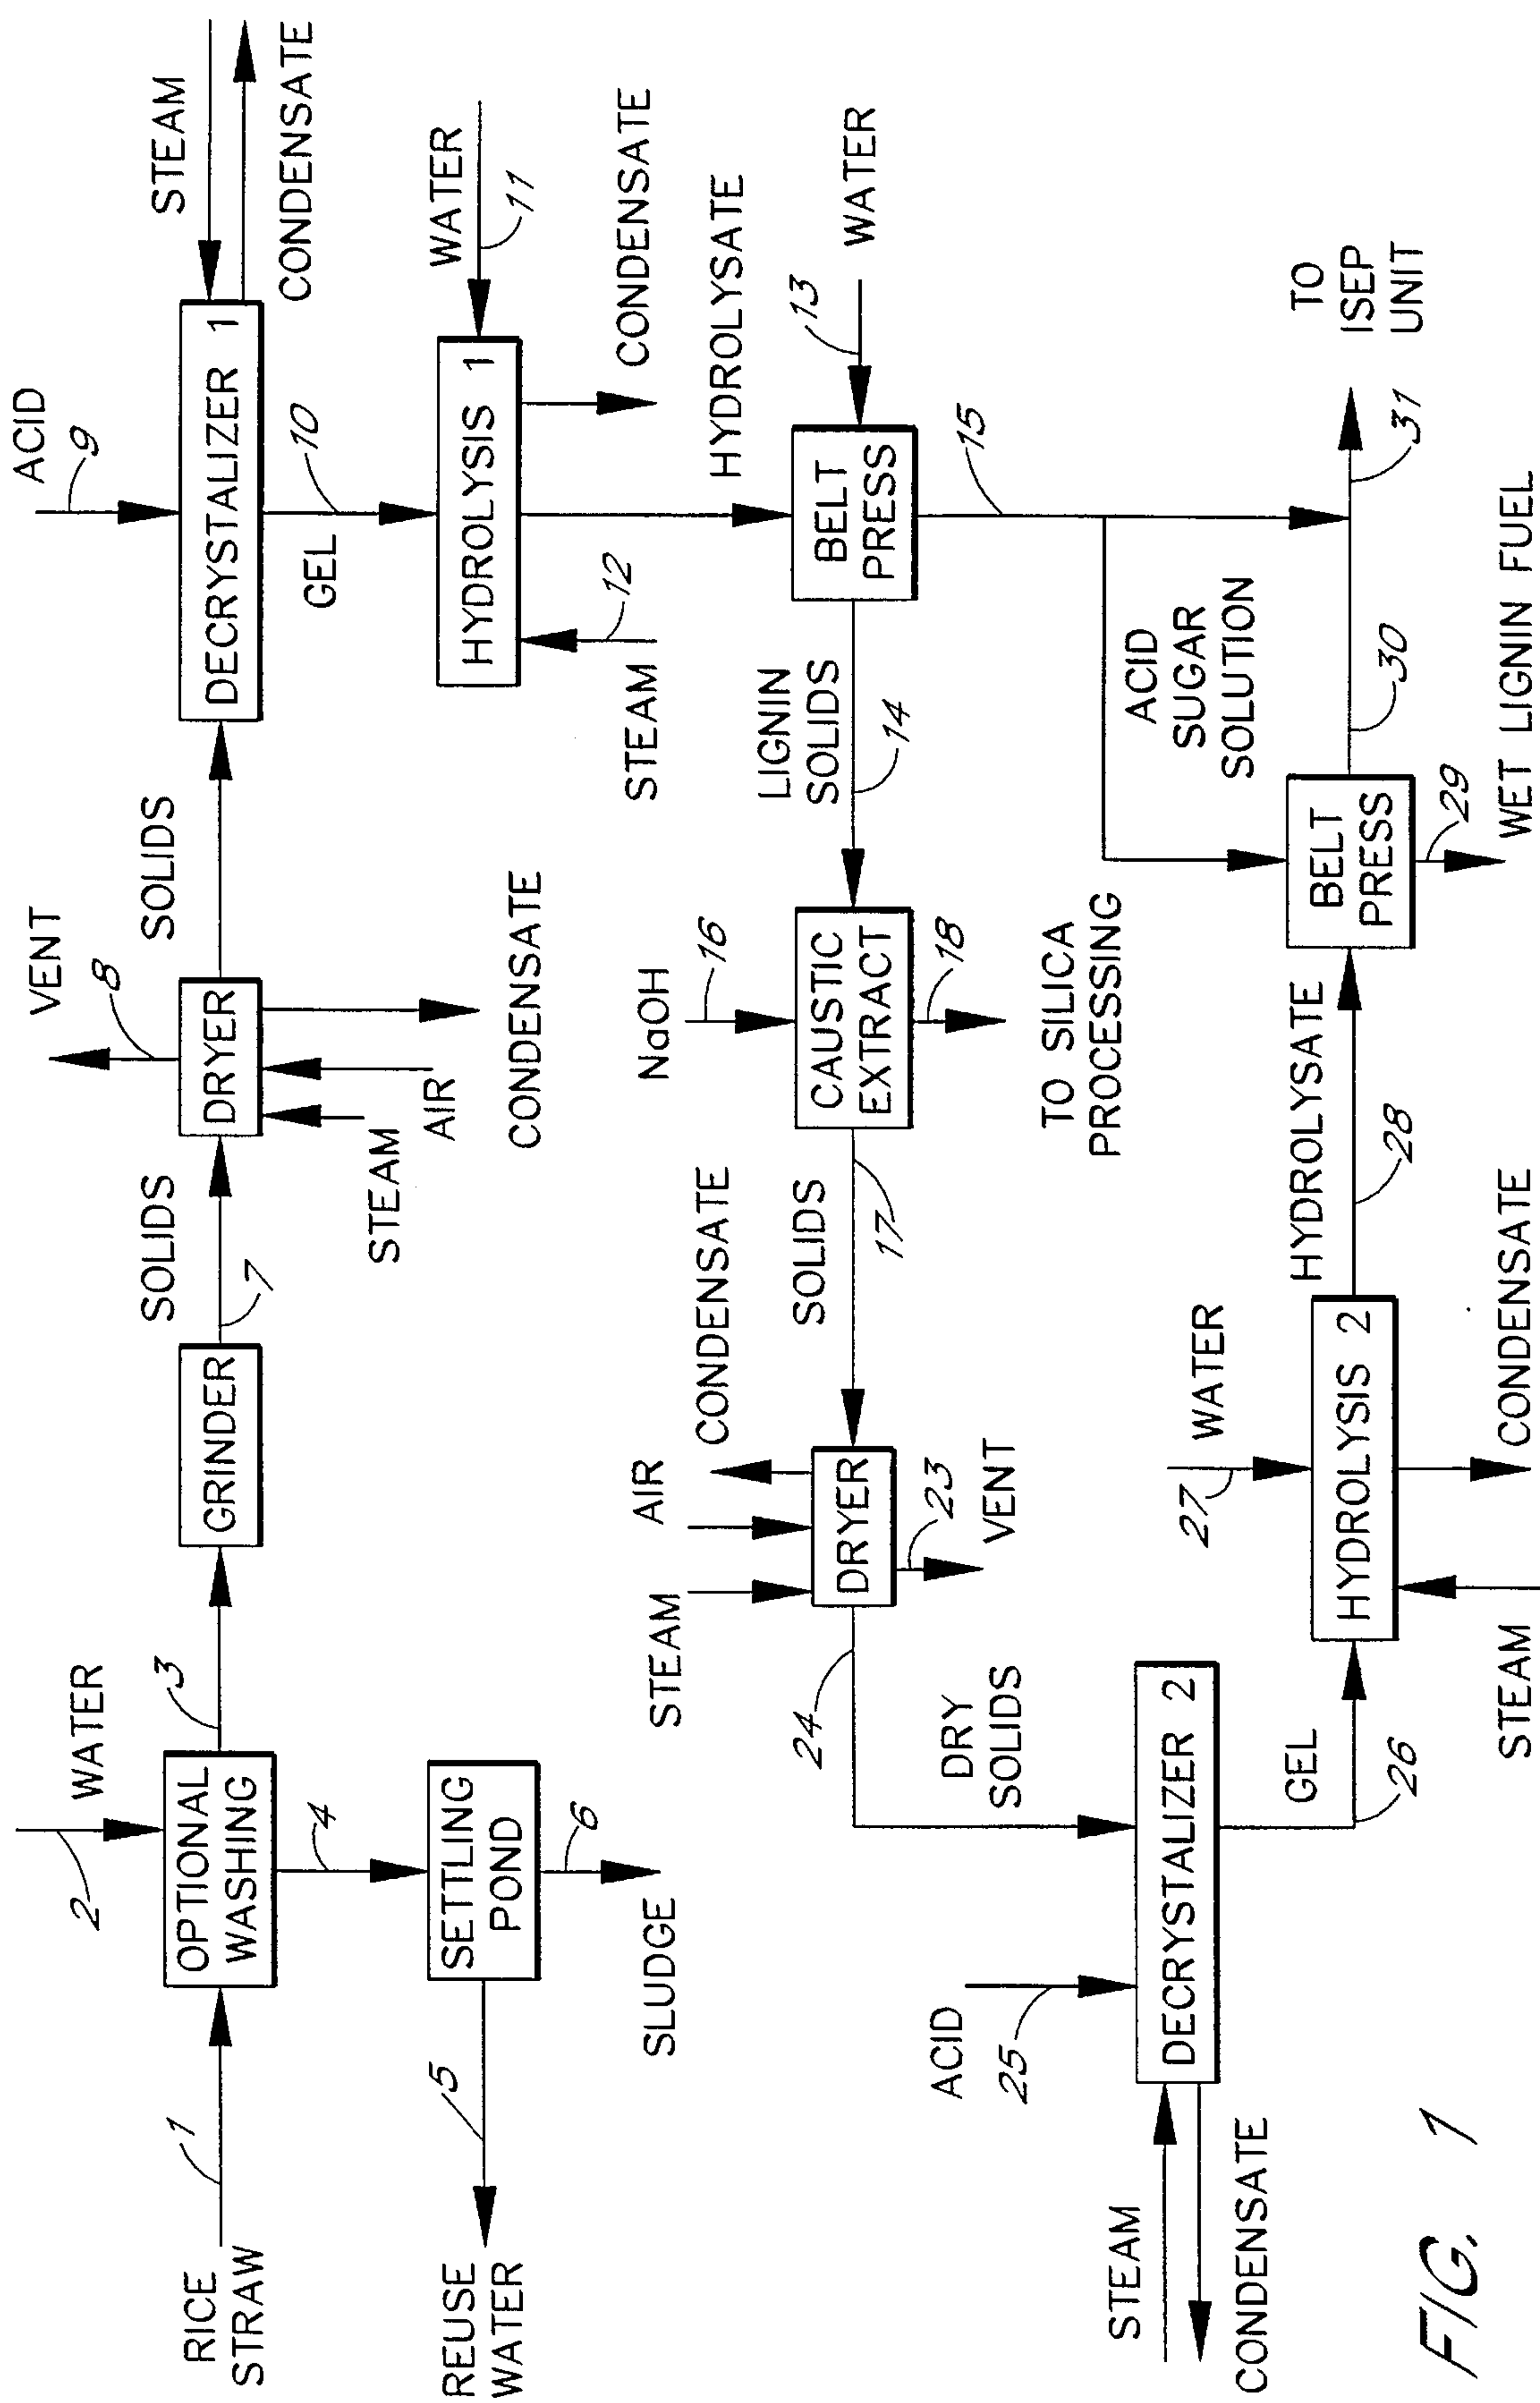 RICE
STRAW
1
2
WATER
OPTIONAL
WASHING
3
4
SETTLING
POND
5
REUSE
WATER
6
SLUDGE
GRINDER
7
SOLIDS
DRYER
8
VENT
STEAM
AIR
CONDENSATE
SOLIDS
DECRYSTALIZER 1
ACID
9
STEAM
CONDENSATE
GEL
10
HYDROLYSIS 1
WATER
11
STEAM
12
CONDENSATE
HYDROLYSATE
BELT
PRESS
13
WATER
LIGNIN
SOLIDS
14
15
ACID
SUGAR
SOLUTION
CAUSTIC
EXTRACT
NaOH
16
18
TO SILICA
PROCESSING
SOLIDS
17
DRYER
STEAM
AIR
CONDENSATE
23
VENT
24
DRY
SOLIDS
DECRYSTALIZER 2
ACID
25
STEAM
CONDENSATE
GEL
26
HYDROLYSIS 2
WATER
27
STEAM
CONDENSATE
HYDROLYSATE
28
BELT
PRESS
29
WET LIGNIN FUEL
30
31
TO
ISEP
UNIT
FIG. 1